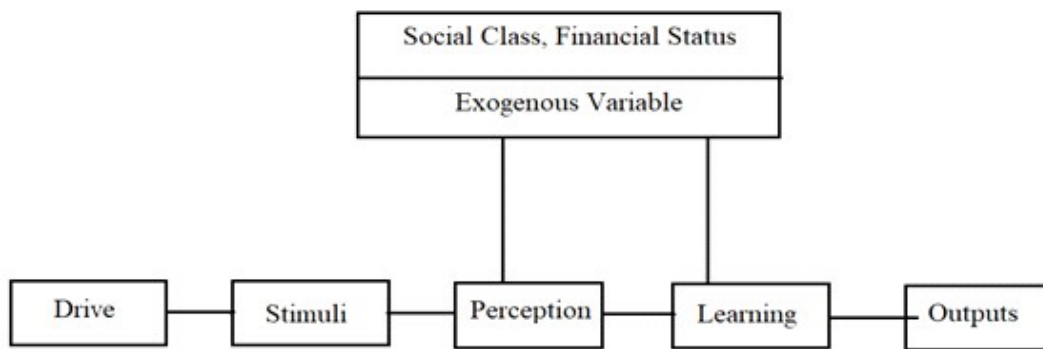 Social Class, Financial Status
Exogenous Variable
Drive
Stimuli
Perception
Learning
Outputs